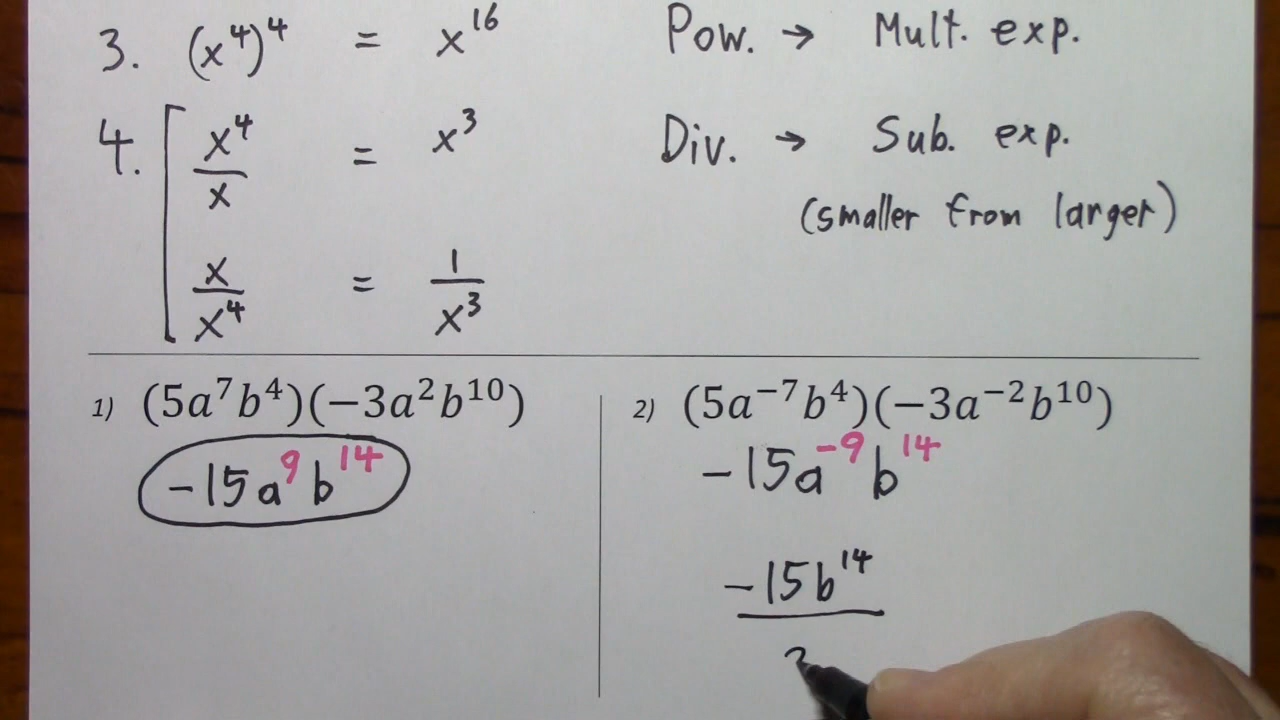 3. (x⁴)⁴ = x¹⁶ Pow. → Mult. exp.
4. x⁴/x = x³ Div. → Sub. exp.
(smaller from larger)
x/x⁴ = 1/x³
1) (5a⁷b⁴)(−3a²b¹⁰)
−15a⁹b¹⁴
2) (5a⁻⁷b⁴)(−3a⁻²b¹⁰)
−15a⁻⁹b¹⁴
−15b¹⁴